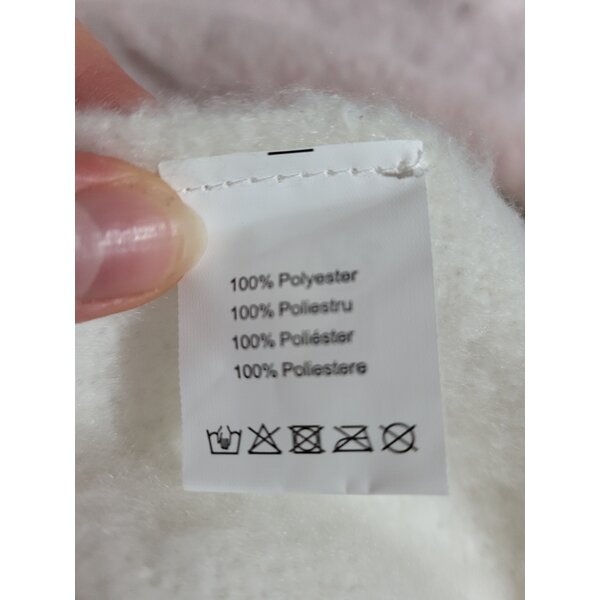 100% Polyester
100% Poliestru
100% Poliéster
100% Poliestere